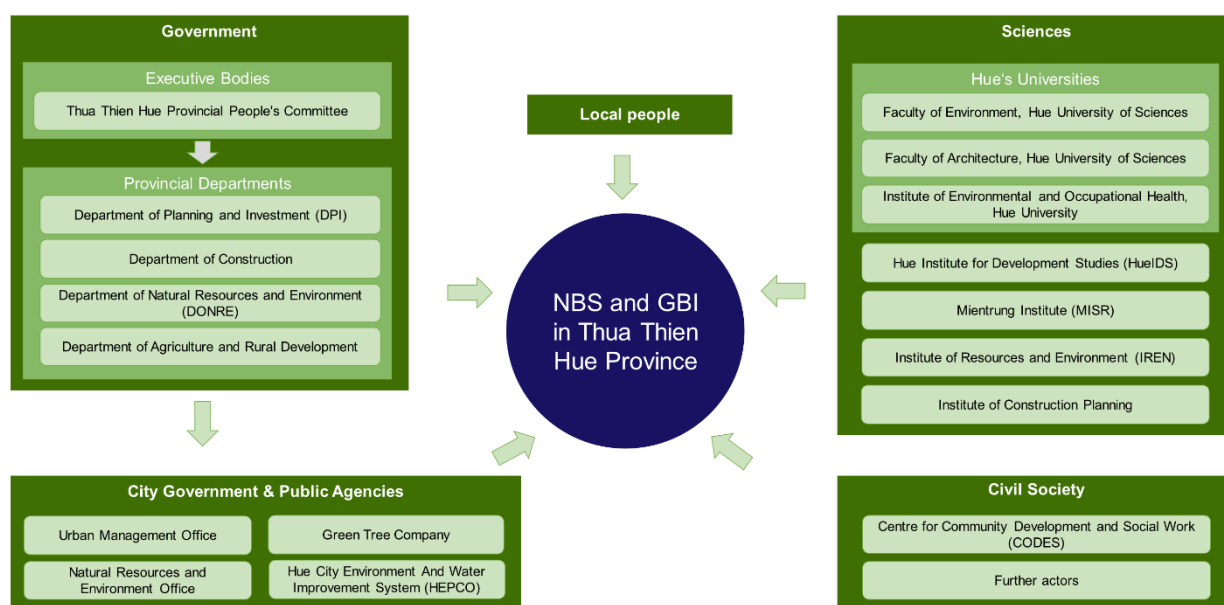 Government
Executive Bodies
Thua Thien Hue Provincial People's Committee
Provincial Departments
Department of Planning and Investment (DPI)
Department of Construction
Department of Natural Resources and Environment
(DONRE)
Department of Agriculture and Rural Development
City Government & Public Agencies
Urban Management Office
Green Tree Company
Natural Resources and
Environment Office
Hue City Environment And Water
Improvement System (HEPCO)
Local people
NBS and GBI
in Thua Thien
Hue Province
Sciences
Hue's Universities
Faculty of Environment, Hue University of Sciences
Faculty of Architecture, Hue University of Sciences
Institute of Environmental and Occupational Health,
Hue University
Hue Institute for Development Studies (HueIDS)
Mientrung Institute (MISR)
Institute of Resources and Environment (IREN)
Institute of Construction Planning
Civil Society
Centre for Community Development and Social Work
(CODES)
Further actors